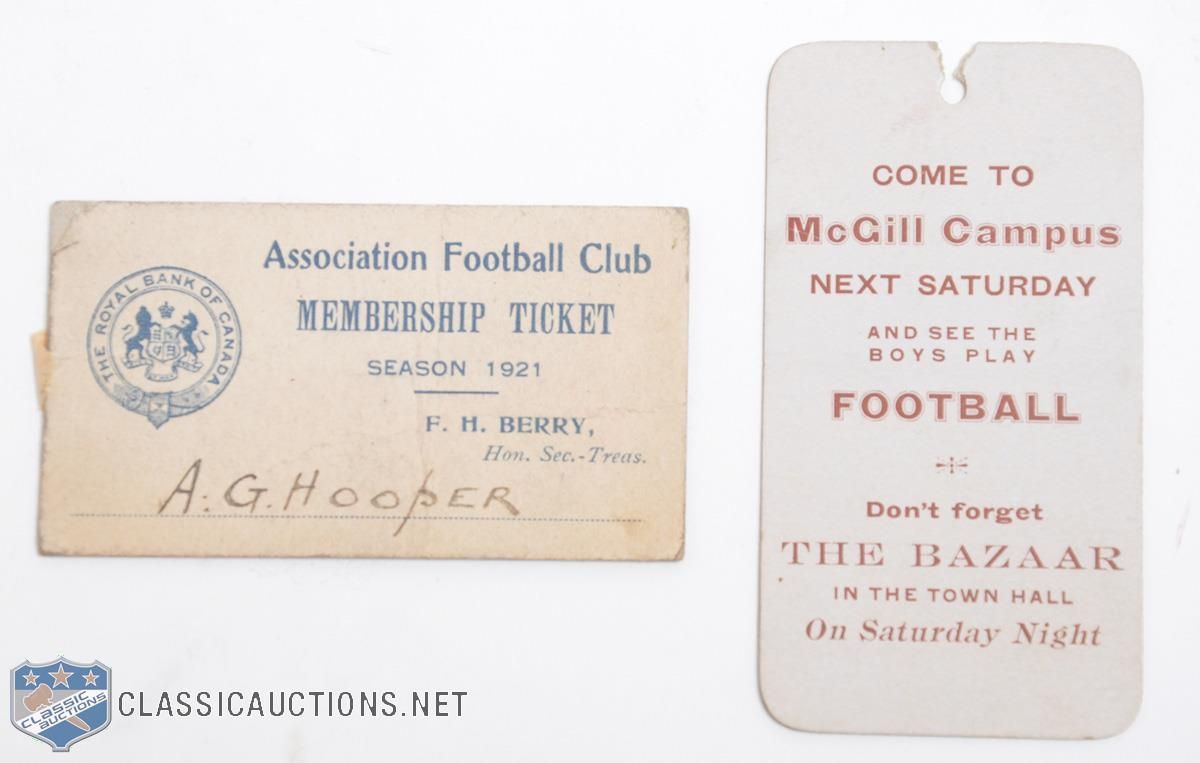 Association Football Club
MEMBERSHIP TICKET
SEASON 1921
F. H. BERRY,
Hon. Sec.-Treas.
A. G. HOOPER
THE ROYAL BANK OF CANADA
COME TO
McGill Campus
NEXT SATURDAY
AND SEE THE
BOYS PLAY
FOOTBALL
Don't forget
THE BAZAAR
IN THE TOWN HALL
On Saturday Night
CLASSIC
AUCTIONS
CLASSICAUCTIONS.NET